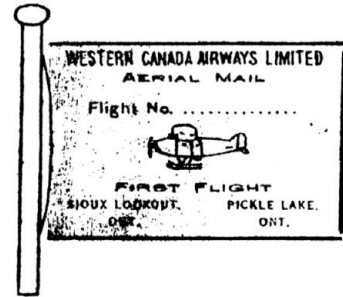 WESTERN CANADA AIRWAYS LIMITED
AERIAL MAIL
Flight No. ..............
FIRST FLIGHT
SIOUX LOOKOUT, PICKLE LAKE,
ONT. ONT.